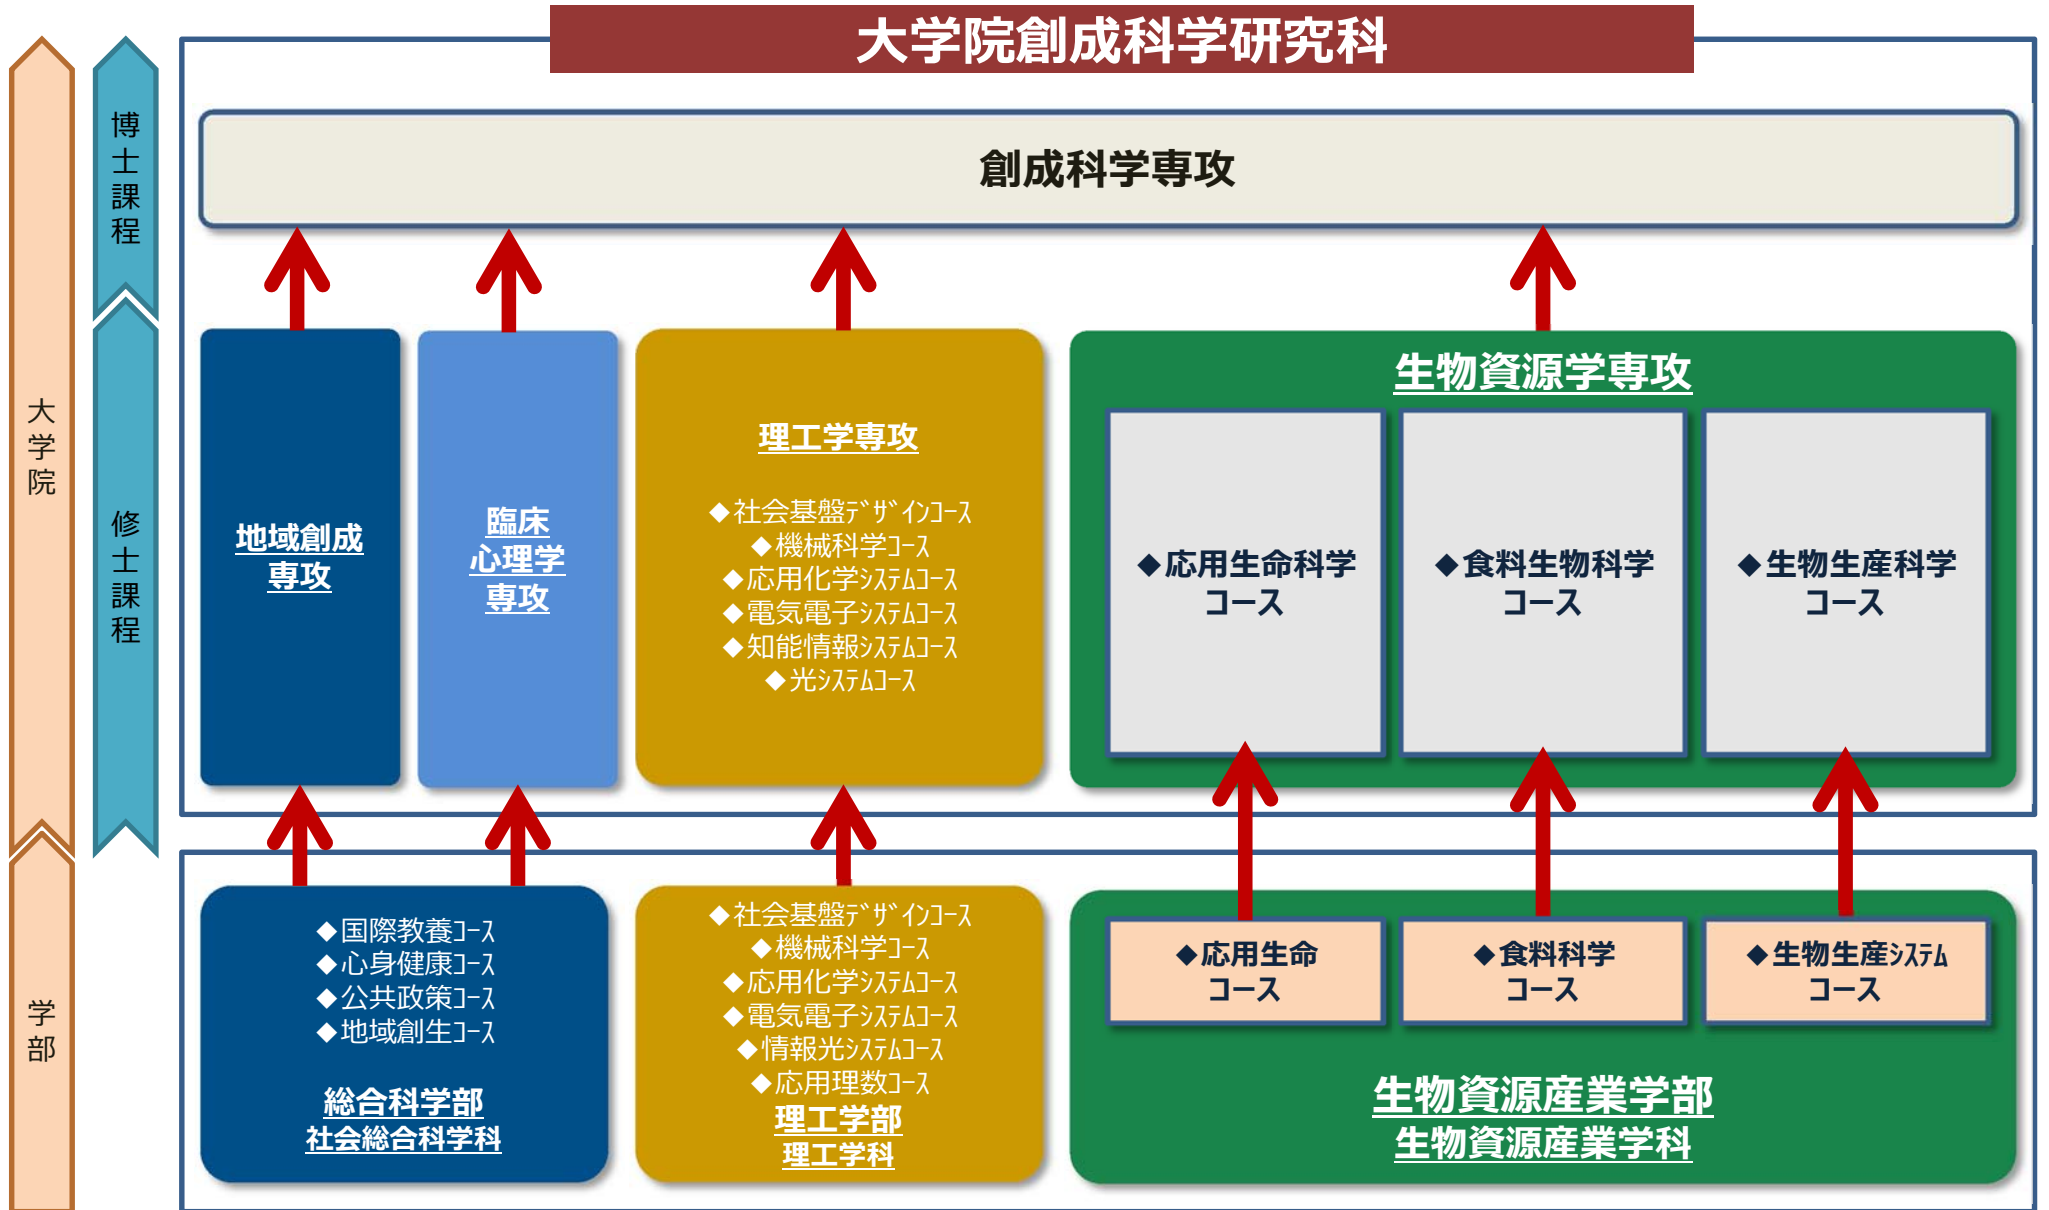 大学院創成科学研究科
大学院
博士課程
修士課程
学部
創成科学専攻
地域創成
専攻
臨床
心理学
専攻
理工学専攻
◆社会基盤ﾃﾞｻﾞｲﾝｺｰｽ
◆機械科学ｺｰｽ
◆応用化学ｼｽﾃﾑｺｰｽ
◆電気電子ｼｽﾃﾑｺｰｽ
◆知能情報ｼｽﾃﾑｺｰｽ
◆光ｼｽﾃﾑｺｰｽ
生物資源学専攻
◆応用生命科学
コース
◆食料生物科学
コース
◆生物生産科学
コース
◆国際教養ｺｰｽ
◆心身健康ｺｰｽ
◆公共政策ｺｰｽ
◆地域創生ｺｰｽ
総合科学部
社会総合科学科
◆社会基盤ﾃﾞｻﾞｲﾝｺｰｽ
◆機械科学ｺｰｽ
◆応用化学ｼｽﾃﾑｺｰｽ
◆電気電子ｼｽﾃﾑｺｰｽ
◆情報光ｼｽﾃﾑｺｰｽ
◆応用理数ｺｰｽ
理工学部
理工学科
◆応用生命
コース
◆食料科学
コース
◆生物生産ｼｽﾃﾑ
コース
生物資源産業学部
生物資源産業学科